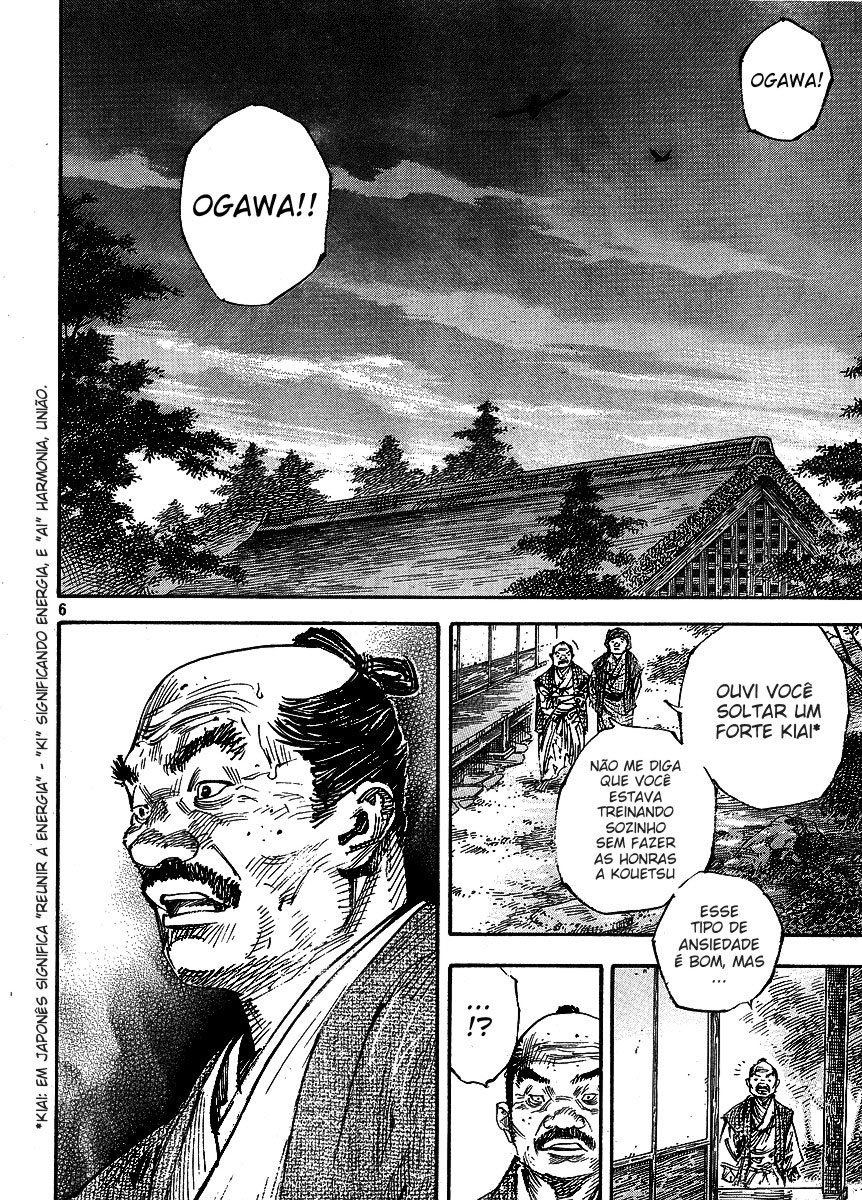 OGAWA!
OGAWA!!
6
OUVI VOCÊ
SOLTAR UM
FORTE KIAI*
NÃO ME DIGA
QUE VOCÊ
ESTAVA
TREINANDO
SOZINHO
SEM FAZER
AS HONRAS
A KOUETSU
ESSE
TIPO DE
ANSIEDADE
É BOM, MAS
...
...
!?
*KIAI: EM JAPONÊS SIGNIFICA "REUNIR A ENERGIA" - "KI" SIGNIFICANDO ENERGIA, E "AI" HARMONIA, UNIÃO.